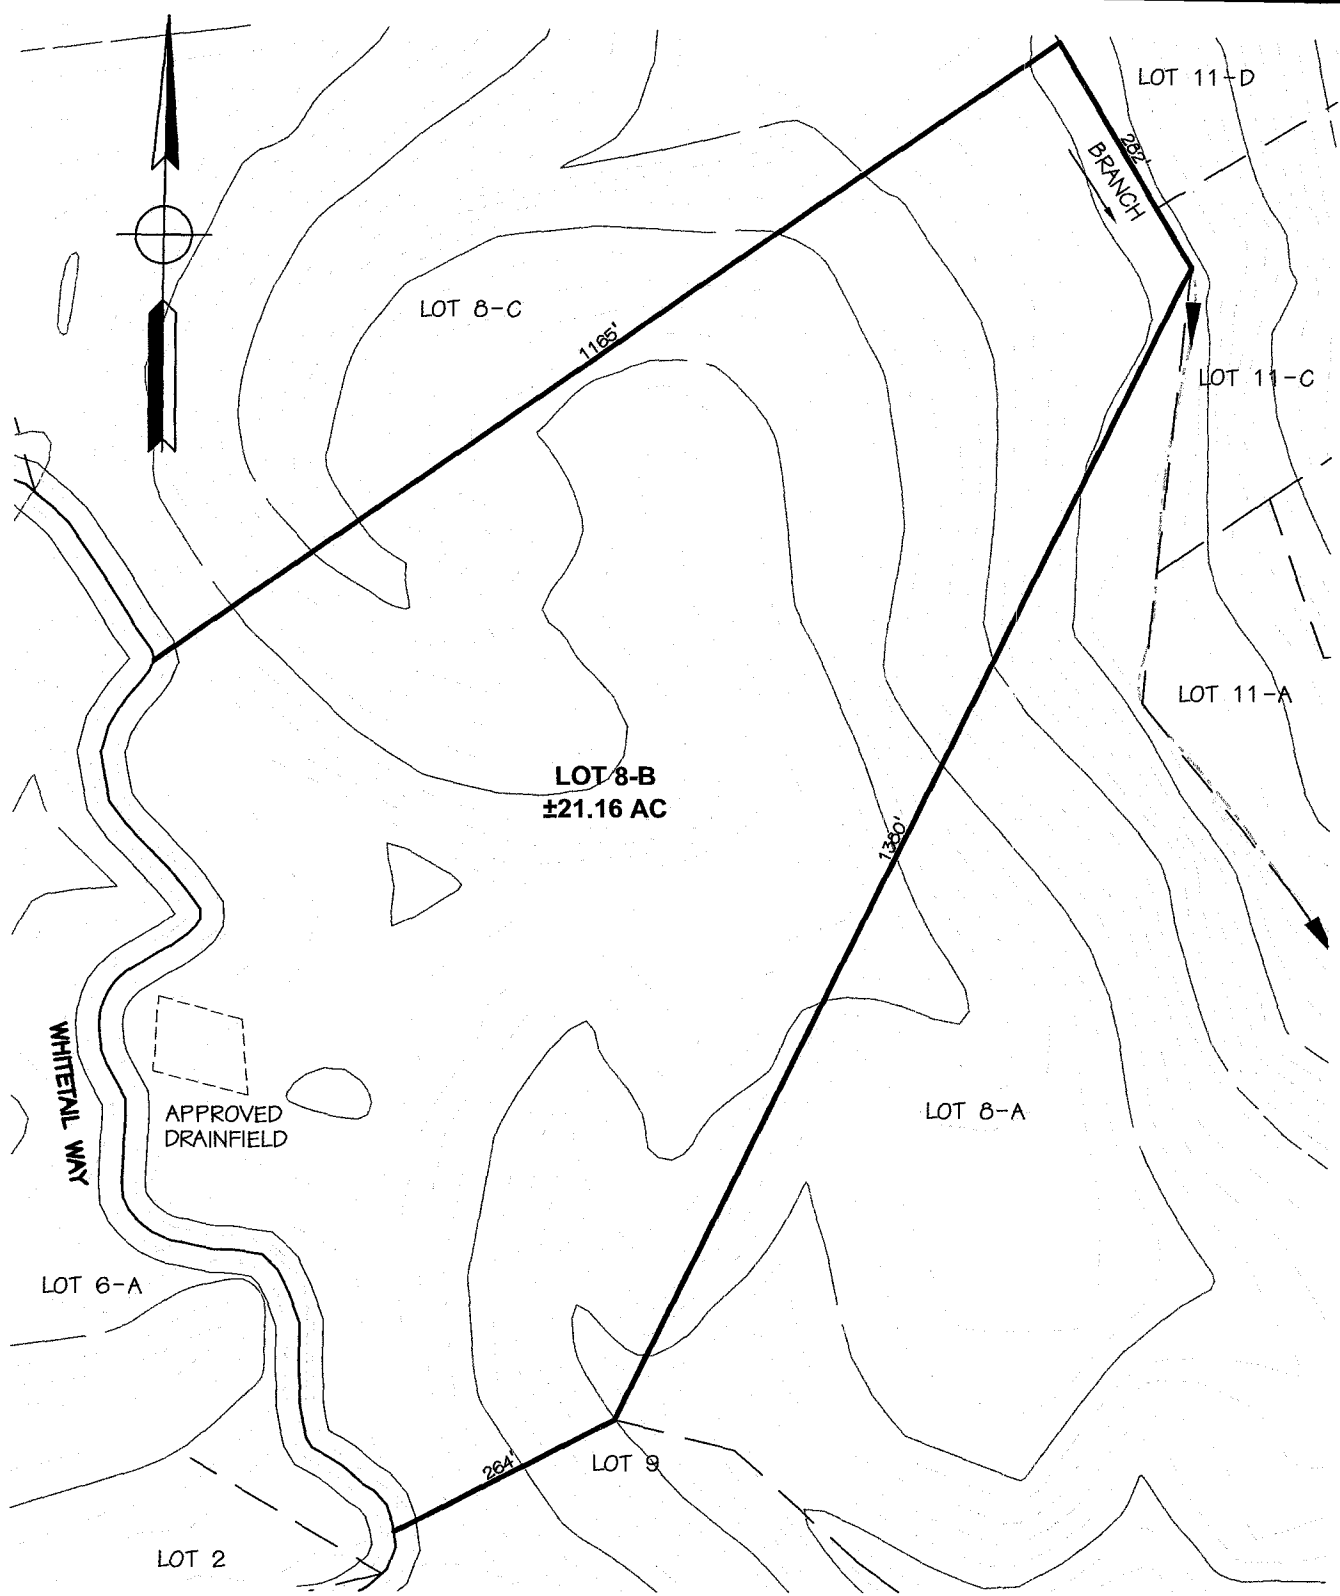 LOT 11-D
282'
BRANCH
LOT 8-C
1165'
LOT 11-C
LOT 11-A
LOT 8-B
±21.16 AC
WHITETAIL WAY
APPROVED
DRAINFIELD
LOT 8-A
LOT 6-A
264'
LOT 9
LOT 2